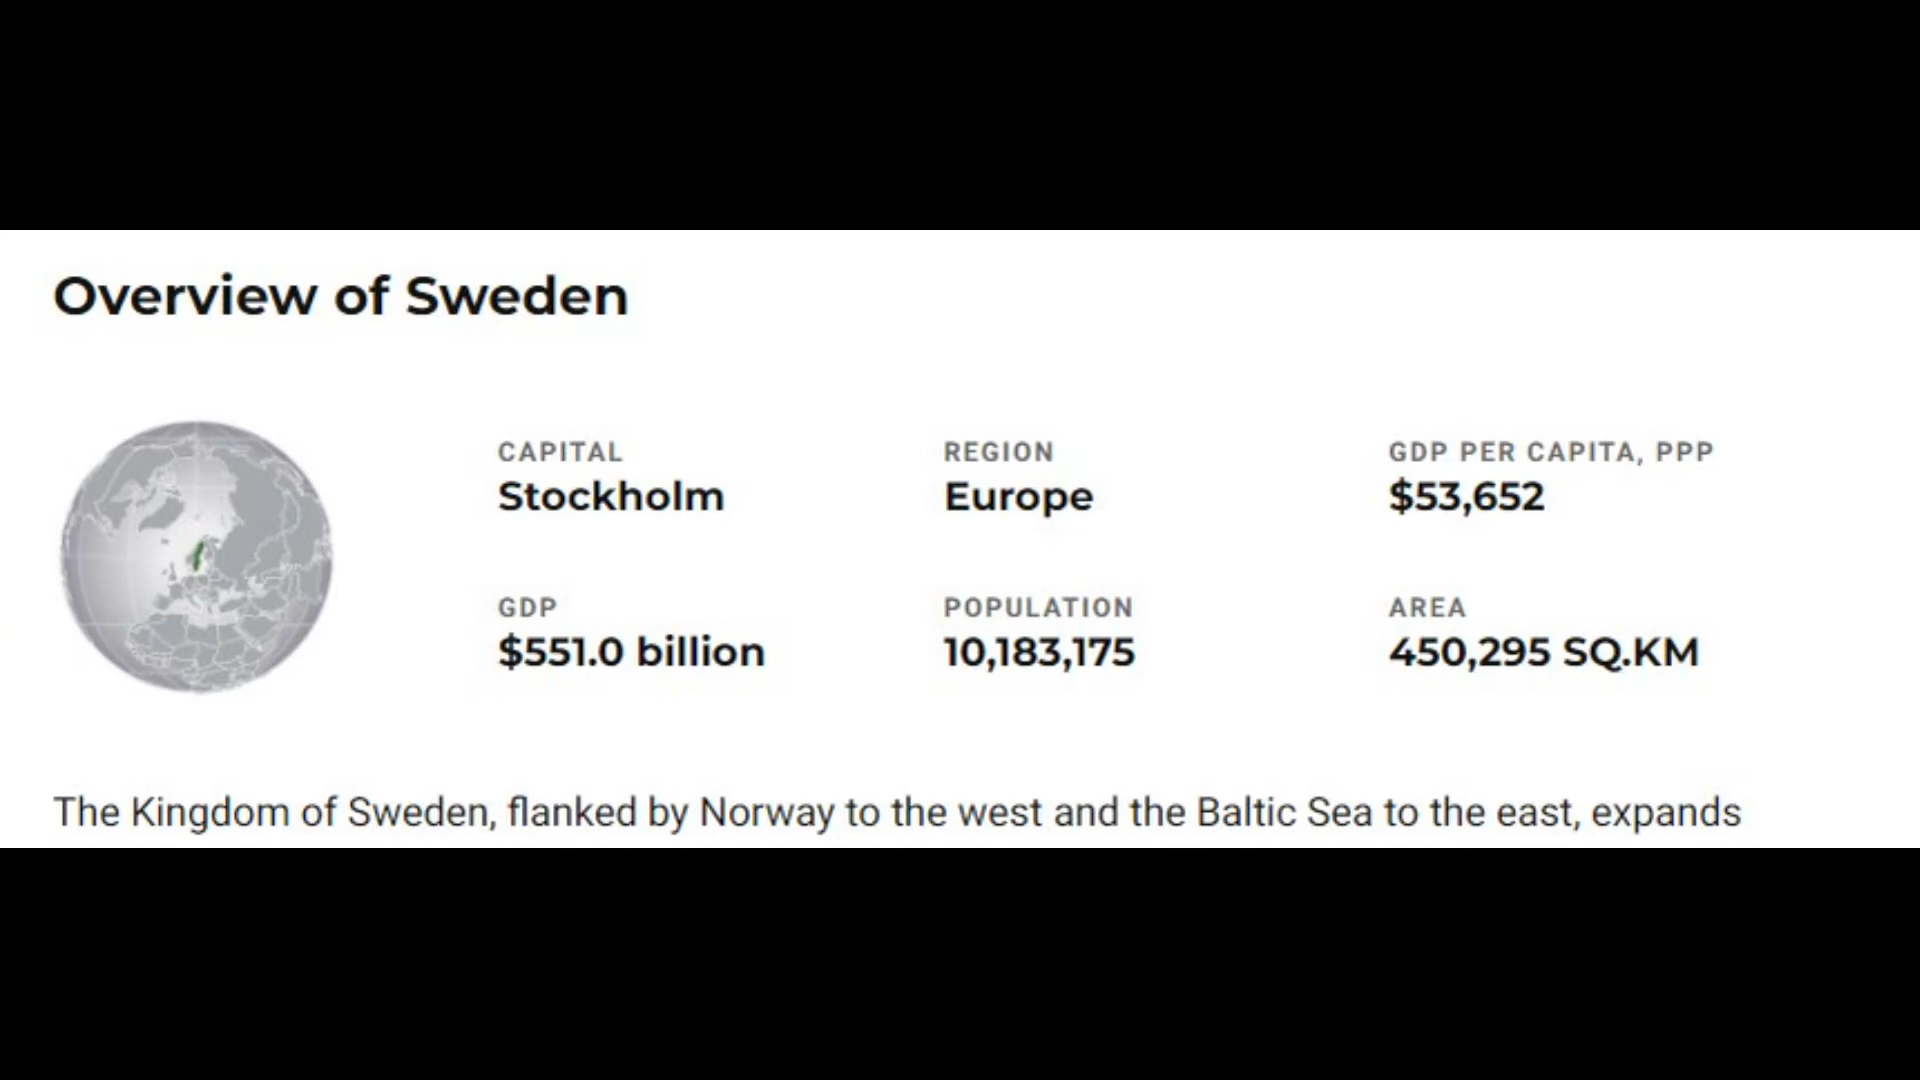 Overview of Sweden
CAPITAL
Stockholm
REGION
Europe
GDP PER CAPITA, PPP
$53,652
GDP
$551.0 billion
POPULATION
10,183,175
AREA
450,295 SQ.KM
The Kingdom of Sweden, flanked by Norway to the west and the Baltic Sea to the east, expands